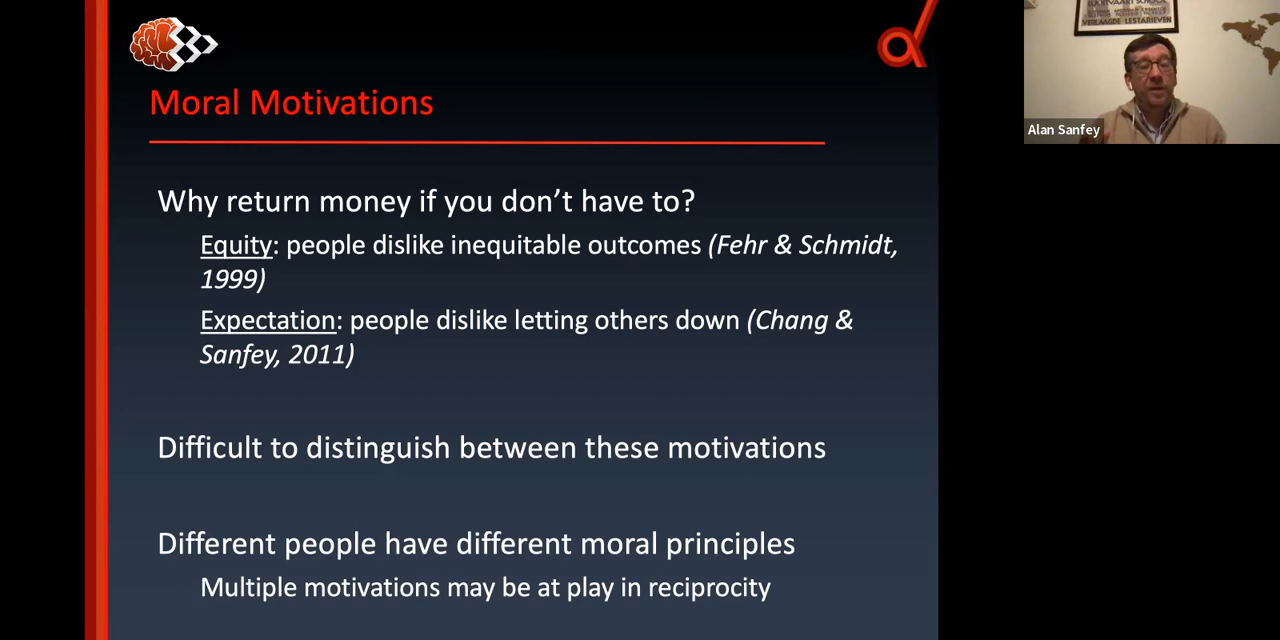 Moral Motivations
Why return money if you don't have to?
Equity: people dislike inequitable outcomes (Fehr & Schmidt,
1999)
Expectation: people dislike letting others down (Chang &
Sanfey, 2011)
Difficult to distinguish between these motivations
Different people have different moral principles
Multiple motivations may be at play in reciprocity
VERLAAGDE LESTARIEVEN
Alan Sanfey